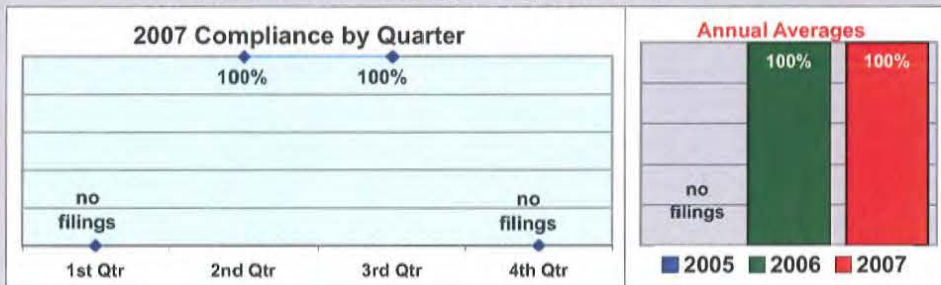 2007 Compliance by Quarter
100% 100%
no
filings
no
filings
1st Qtr 2nd Qtr 3rd Qtr 4th Qtr
Annual Averages
100% 100%
no
filings
2005 2006 2007